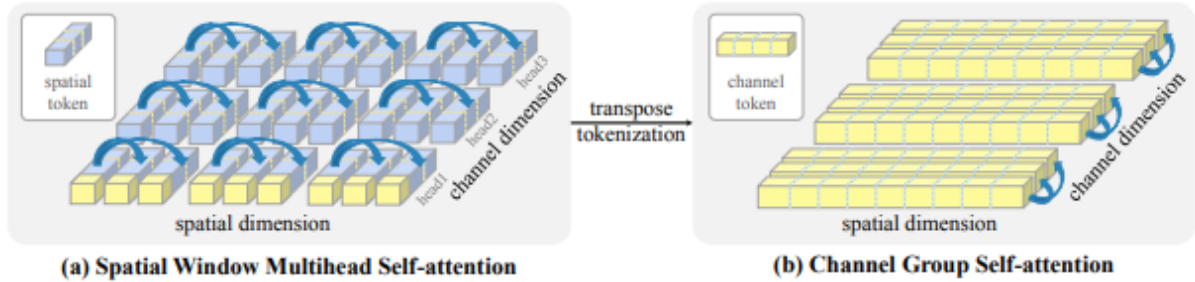 spatial
token
head3
head2
head1
channel dimension
spatial dimension
(a) Spatial Window Multihead Self-attention
transpose
tokenization
channel
token
channel dimension
spatial dimension
(b) Channel Group Self-attention